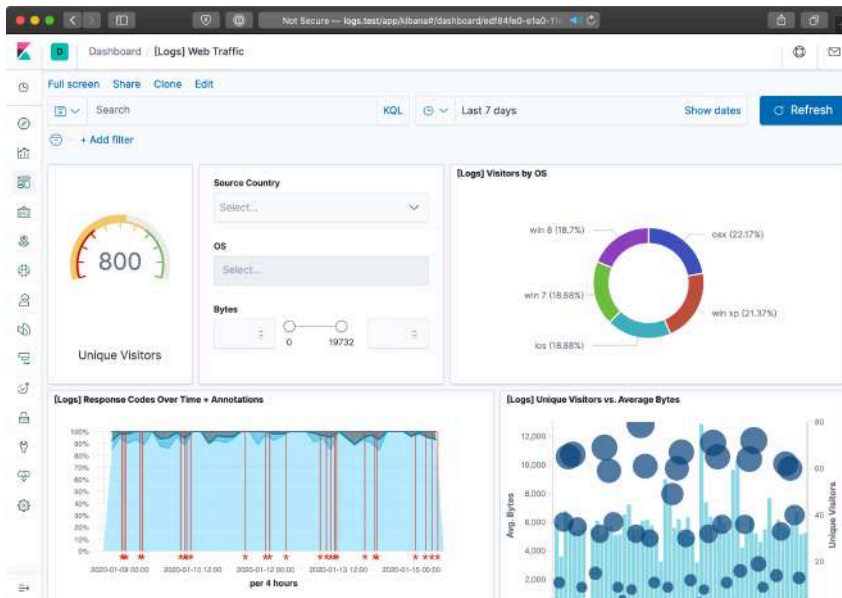 Not Secure — logs.test/app/kibana#/dashboard/edf84fe0-e1a0-11e
D
Dashboard / [Logs] Web Traffic
Full screen Share Clone Edit
Search KQL Last 7 days Show dates Refresh
+ Add filter
800
Unique Visitors
Source Country
Select...
OS
Select...
Bytes
0 19732
[Logs] Visitors by OS
win 8 (18.7%)
osx (22.17%)
win 7 (18.88%)
win xp (21.37%)
ios (18.88%)
[Logs] Response Codes Over Time + Annotations
100%
90%
80%
70%
60%
50%
40%
30%
20%
10%
0%
2020-01-09 00:00 2020-01-10 12:00 2020-01-12 00:00 2020-01-13 12:00 2020-01-15 00:00
per 4 hours
[Logs] Unique Visitors vs. Average Bytes
12,000
10,000
8,000
6,000
4,000
2,000
Avg. Bytes
80
60
40
20
Unique Visitors